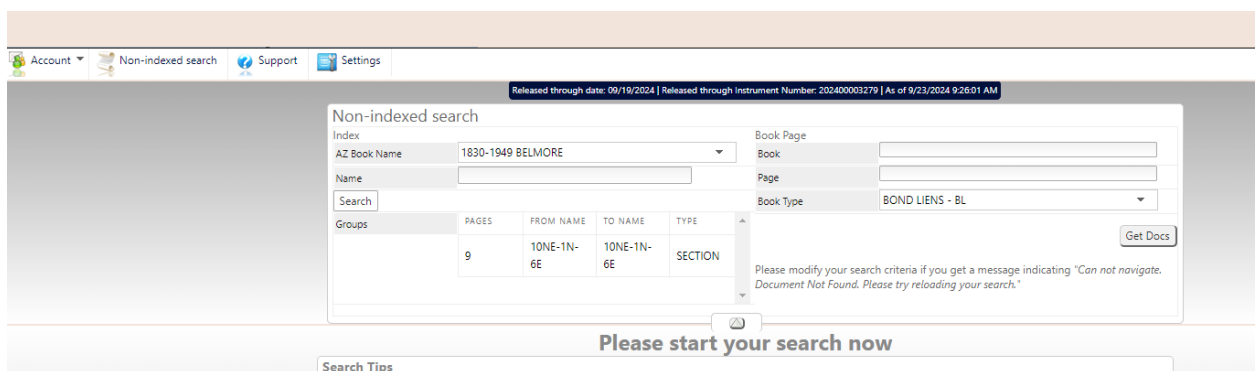 Account Non-indexed search Support Settings
Released through date: 09/19/2024 | Released through Instrument Number: 202400003279 | As of 9/23/2024 9:26:01 AM
Non-indexed search
Index
AZ Book Name 1830-1949 BELMORE
Name
Search
Groups PAGES FROM NAME TO NAME TYPE
9 10NE-1N-6E 10NE-1N-6E SECTION
Book Page
Book
Page
Book Type BOND LIENS - BL
Get Docs
Please modify your search criteria if you get a message indicating "Can not navigate.
Document Not Found. Please try reloading your search."
Please start your search now
Search Tips